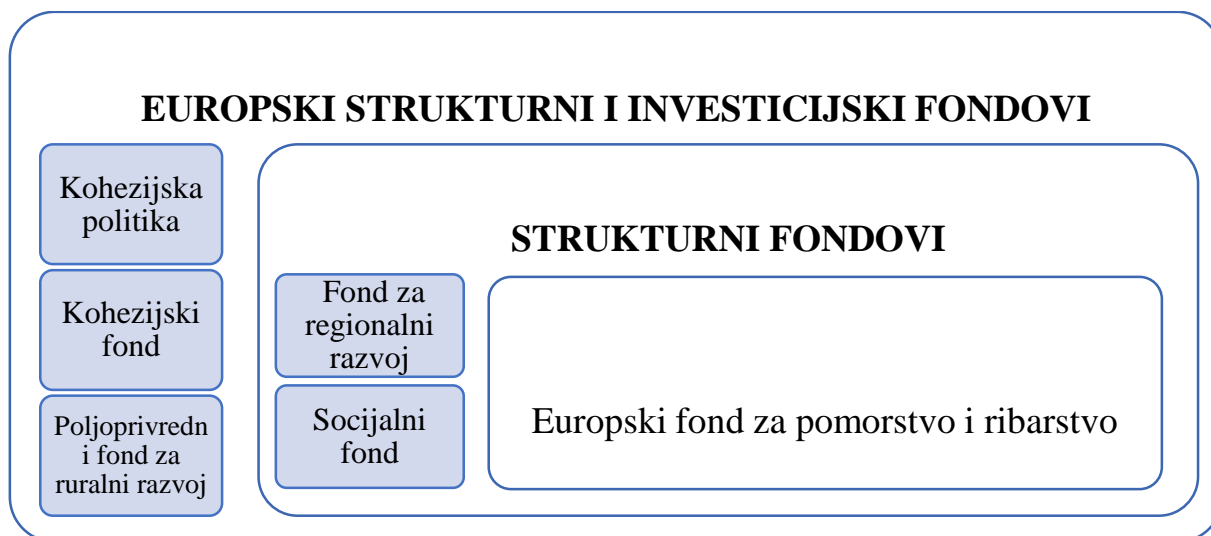 EUROPSKI STRUKTURNI I INVESTICIJSKI FONDOVI
Kohezijska
politika
Kohezijski
fond
Poljoprivredn
i fond za
ruralni razvoj
STRUKTURNI FONDOVI
Fond za
regionalni
razvoj
Socijalni
fond
Europski fond za pomorstvo i ribarstvo